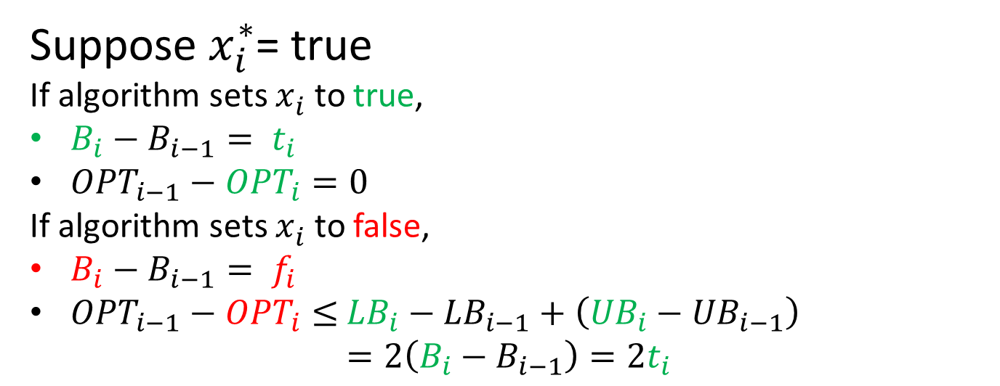 Suppose $x_i^*$= true
If algorithm sets $x_i$ to true,
• $B_i - B_{i-1} = t_i$
• $OPT_{i-1} - OPT_i = 0$
If algorithm sets $x_i$ to false,
• $B_i - B_{i-1} = f_i$
• $OPT_{i-1} - OPT_i \leq LB_i - LB_{i-1} + (UB_i - UB_{i-1})$
$= 2(B_i - B_{i-1}) = 2t_i$